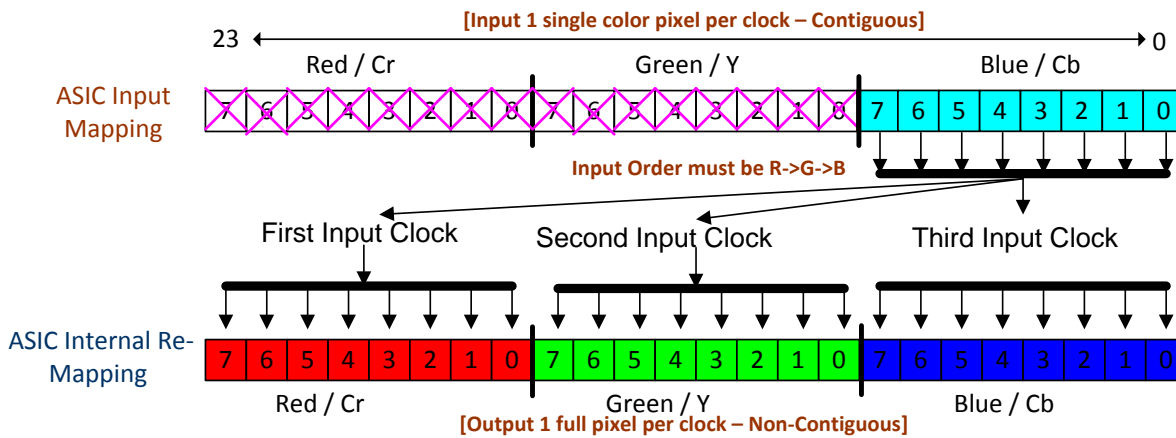 [Input 1 single color pixel per clock – Contiguous]
23 0
Red / Cr Green / Y Blue / Cb
ASIC Input
Mapping
7 6 5 4 3 2 1 0 7 6 5 4 3 2 1 0 7 6 5 4 3 2 1 0
Input Order must be R->G->B
First Input Clock Second Input Clock Third Input Clock
ASIC Internal Re-
Mapping
7 6 5 4 3 2 1 0 7 6 5 4 3 2 1 0 7 6 5 4 3 2 1 0
Red / Cr Green / Y Blue / Cb
[Output 1 full pixel per clock – Non-Contiguous]